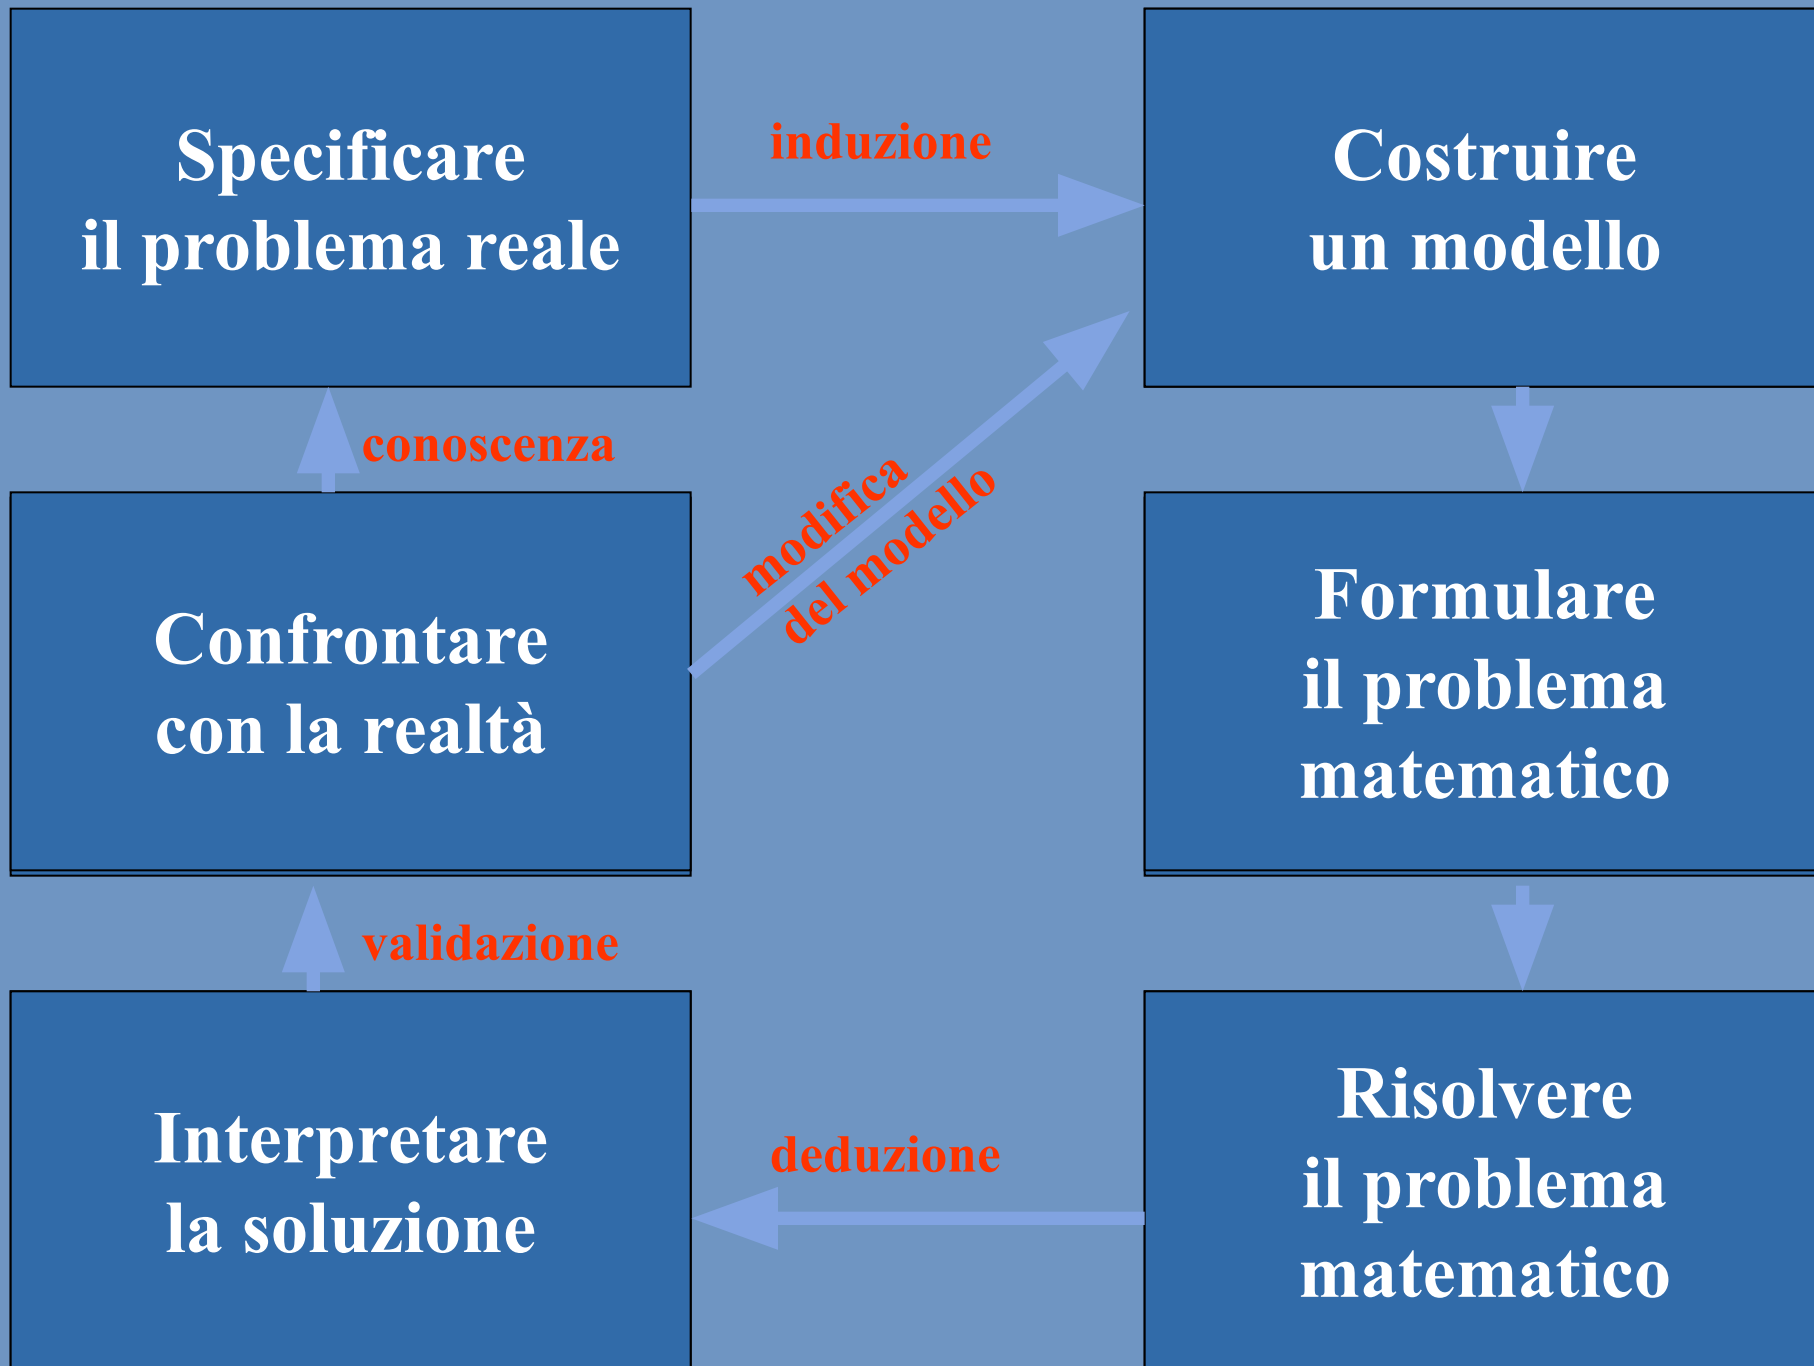 Specificare
il problema reale
induzione
Costruire
un modello
conoscenza
modifica
del modello
Confrontare
con la realtà
Formulare
il problema
matematico
validazione
Interpretare
la soluzione
deduzione
Risolvere
il problema
matematico